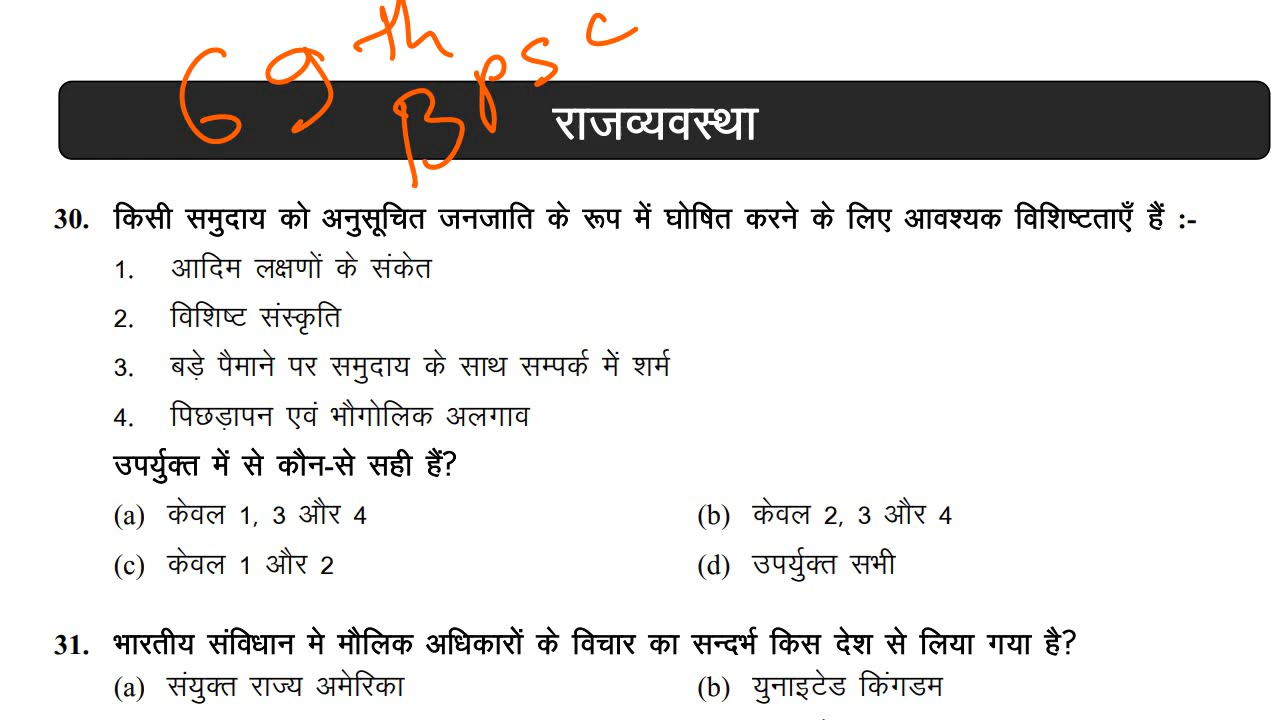 69th Bpsc
राजव्यवस्था
30. किसी समुदाय को अनुसूचित जनजाति के रूप में घोषित करने के लिए आवश्यक विशिष्टताएँ हैं :-
1. आदिम लक्षणों के संकेत
2. विशिष्ट संस्कृति
3. बड़े पैमाने पर समुदाय के साथ सम्पर्क में शर्म
4. पिछड़ापन एवं भौगोलिक अलगाव
उपर्युक्त में से कौन-से सही हैं?
(a) केवल 1, 3 और 4 (b) केवल 2, 3 और 4
(c) केवल 1 और 2 (d) उपर्युक्त सभी
31. भारतीय संविधान मे मौलिक अधिकारों के विचार का सन्दर्भ किस देश से लिया गया है?
(a) संयुक्त राज्य अमेरिका (b) युनाइटेड किंगडम